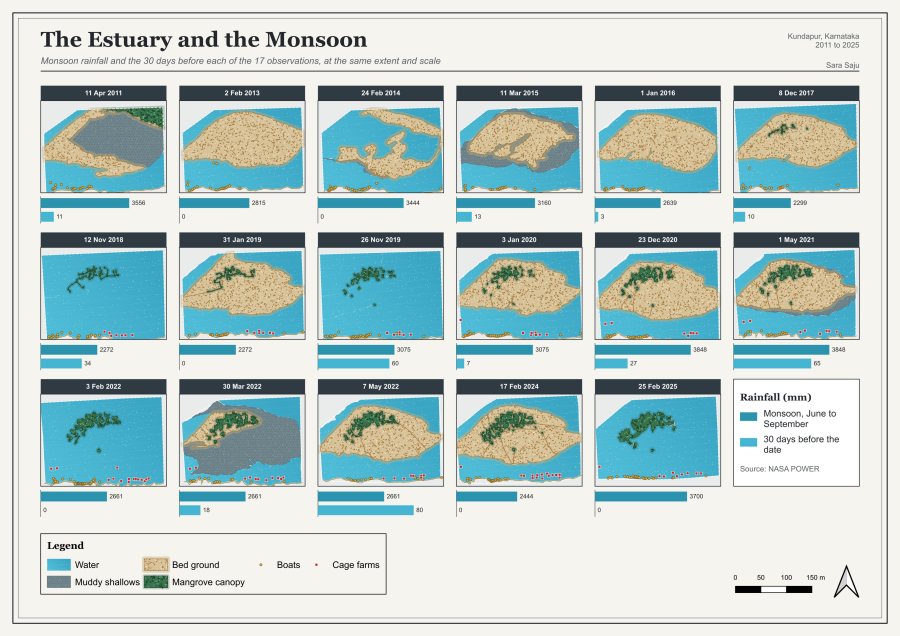 The Estuary and the Monsoon
Monsoon rainfall and the 30 days before each of the 17 observations, at the same extent and scale
Kundapur, Karnataka
2011 to 2025
Sara Saju
11 Apr 2011
2 Feb 2013
24 Feb 2014
11 Mar 2015
1 Jan 2016
8 Dec 2017
3556
2815
3444
3160
2639
2299
11
0
0
13
3
10
12 Nov 2018
31 Jan 2019
26 Nov 2019
3 Jan 2020
23 Dec 2020
1 May 2021
2272
2272
3075
3075
3848
3848
34
0
60
7
27
65
3 Feb 2022
30 Mar 2022
7 May 2022
17 Feb 2024
25 Feb 2025
2661
2661
2661
2444
3700
0
18
80
0
0
Rainfall (mm)
Monsoon, June to
September
30 days before the
date
Source: NASA POWER
Legend
Water
Bed ground
Boats
Cage farms
Muddy shallows
Mangrove canopy
0 50 100 150 m